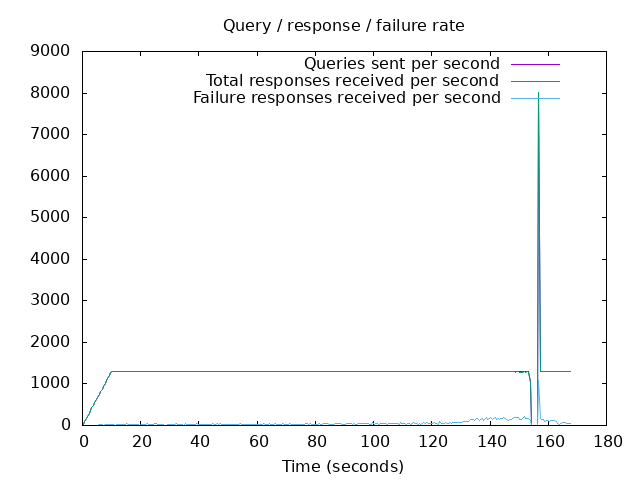 Query / response / failure rate
9000
8000
7000
6000
5000
4000
3000
2000
1000
0
Queries sent per second
Total responses received per second
Failure responses received per second
0 20 40 60 80 100 120 140 160 180
Time (seconds)